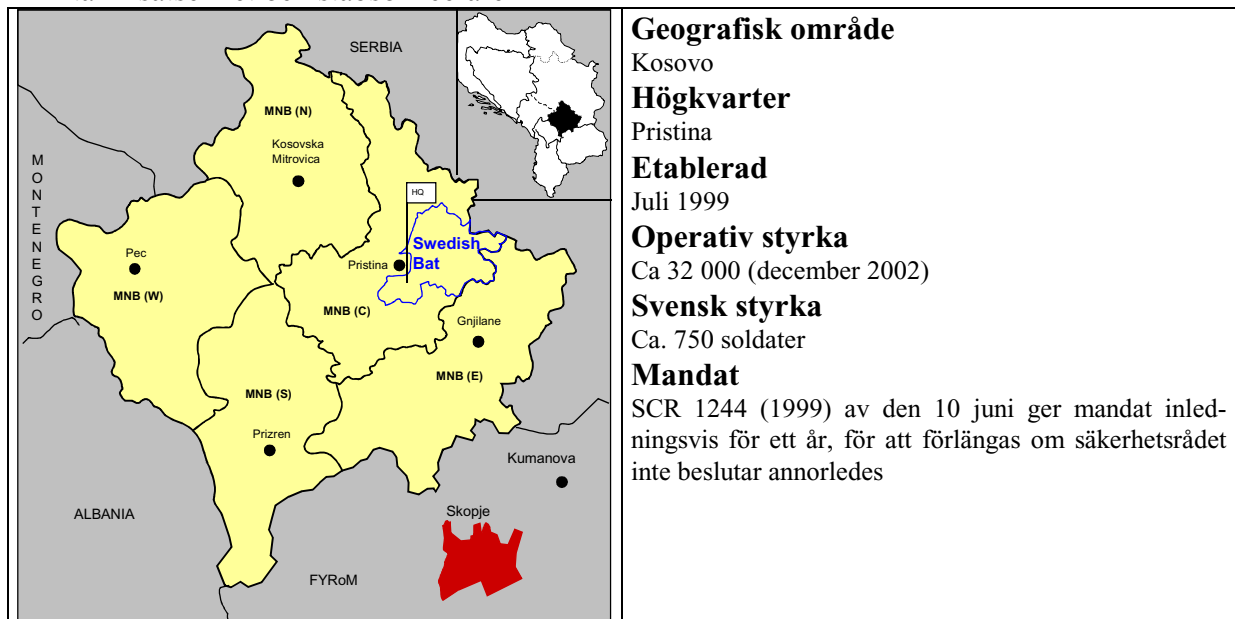 SERBIA
MNB (N)
Kosovska
Mitrovica
MONTENEGRO
HQ
Swedish
Bat
Pec
Pristina
MNB (W)
MNB (C)
Gnjilane
MNB (E)
MNB (S)
Prizren
Kumanova
ALBANIA
Skopje
FYRoM
Geografisk område
Kosovo
Högkvarter
Pristina
Etablerad
Juli 1999
Operativ styrka
Ca 32 000 (december 2002)
Svensk styrka
Ca. 750 soldater
Mandat
SCR 1244 (1999) av den 10 juni ger mandat inled-
ningsvis för ett år, för att förlängas om säkerhetsrådet
inte beslutar annorledes